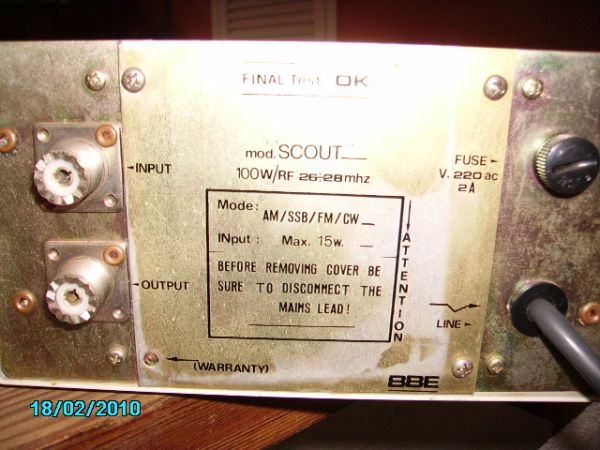 FINAL Test OK
mod. SCOUT
100W/RF 26÷28mhz
INPUT
OUTPUT
FUSE
V. 220 ac
2A
Mode: AM/SSB/FM/CW
INput: Max. 15w.
BEFORE REMOVING COVER BE
SURE TO DISCONNECT THE
MAINS LEAD!
ATTENTION
LINE
(WARRANTY)
BBE
18/02/2010